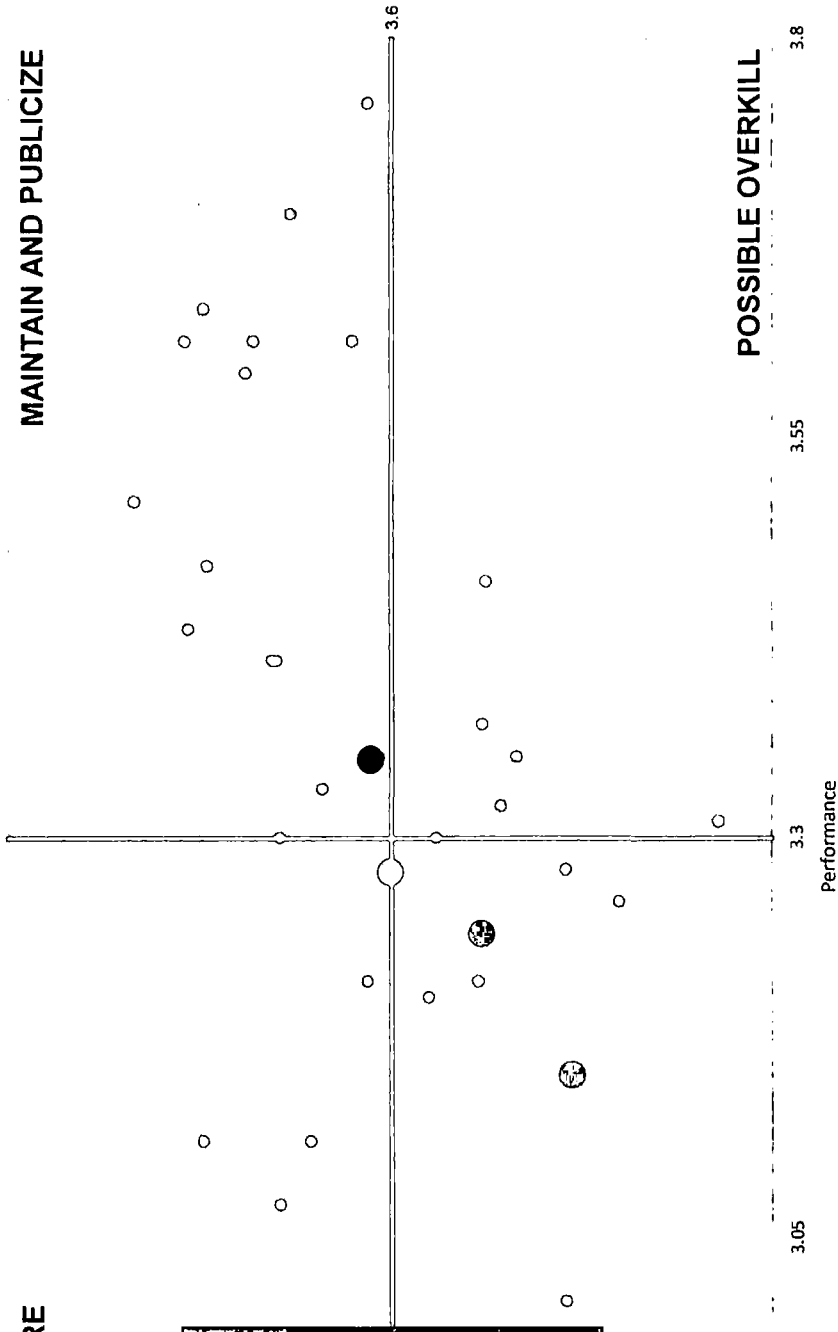 RE
MAINTAIN AND PUBLICIZE
3.6
POSSIBLE OVERKILL
3.05
3.3
3.55
3.8
Performance